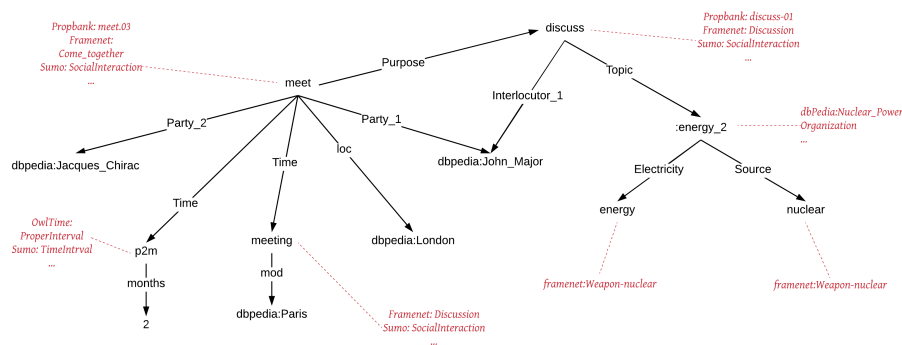 Propbank: meet.03
Framenet:
Come_together
Sumo: SocialInteraction
...
discuss
Propbank: discuss-01
Framenet: Discussion
Sumo: SocialInteraction
...
Purpose
meet
Topic
Interlocutor_1
Party_2
Party_1
:energy_2
dbPedia:Nuclear_Power
Organization
...
loc
Time
dbpedia:Jacques_Chirac
dbpedia:John_Major
Electricity
Source
Time
energy
nuclear
OwlTime:
ProperInterval
Sumo: TimeIntrval
...
p2m
meeting
dbpedia:London
months
mod
framenet:Weapon-nuclear
framenet:Weapon-nuclear
2
dbpedia:Paris
Framenet: Discussion
Sumo: SocialInteraction
...